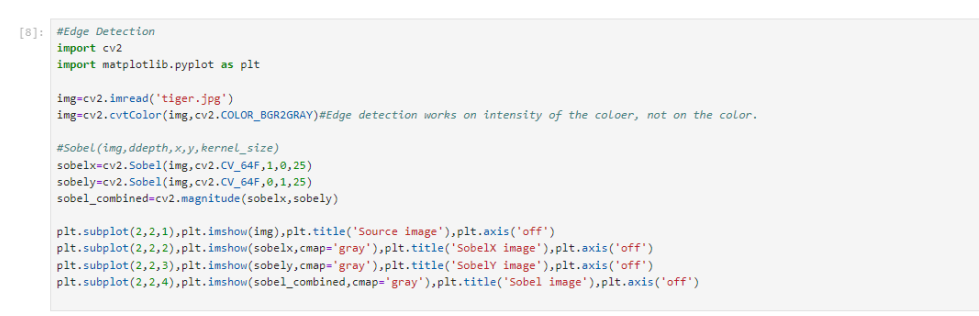 [8]: #Edge Detection
import cv2
import matplotlib.pyplot as plt
img=cv2.imread('tiger.jpg')
img=cv2.cvtColor(img,cv2.COLOR_BGR2GRAY)#Edge detection works on intensity of the coloer, not on the color.
#Sobel(img,ddepth,x,y,kernel_size)
sobelx=cv2.Sobel(img,cv2.CV_64F,1,0,25)
sobely=cv2.Sobel(img,cv2.CV_64F,0,1,25)
sobel_combined=cv2.magnitude(sobelx,sobely)
plt.subplot(2,2,1),plt.imshow(img),plt.title('Source image'),plt.axis('off')
plt.subplot(2,2,2),plt.imshow(sobelx,cmap='gray'),plt.title('SobelX image'),plt.axis('off')
plt.subplot(2,2,3),plt.imshow(sobely,cmap='gray'),plt.title('SobelY image'),plt.axis('off')
plt.subplot(2,2,4),plt.imshow(sobel_combined,cmap='gray'),plt.title('Sobel image'),plt.axis('off')